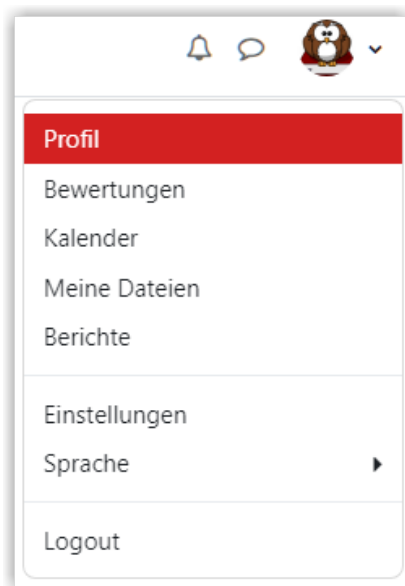 Profil
Bewertungen
Kalender
Meine Dateien
Berichte
Einstellungen
Sprache
Logout